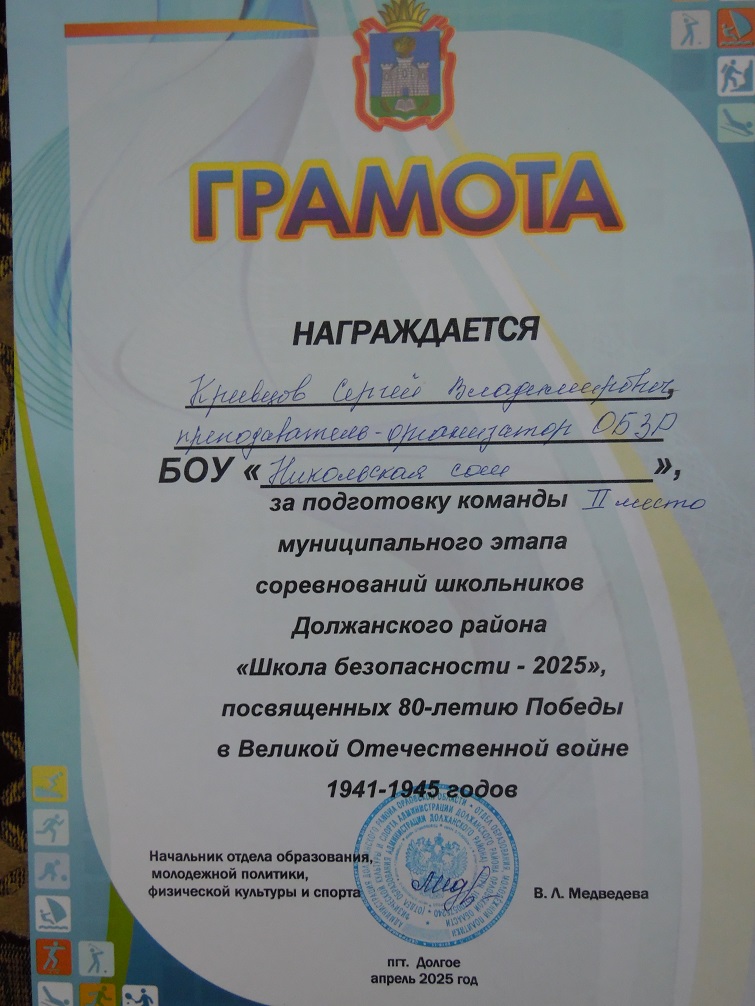 ГРАМОТА
НАГРАЖДАЕТСЯ
Кривцов Сергей Владимирович,
преподаватель-организатор ОБЗР
БОУ «Никольская сош»,
за подготовку команды II место
муниципального этапа
соревнований школьников
Должанского района
«Школа безопасности - 2025»,
посвященных 80-летию Победы
в Великой Отечественной войне
1941-1945 годов
Начальник отдела образования,
молодежной политики,
физической культуры и спорта
В. Л. Медведева
пгт. Долгое
апрель 2025 год